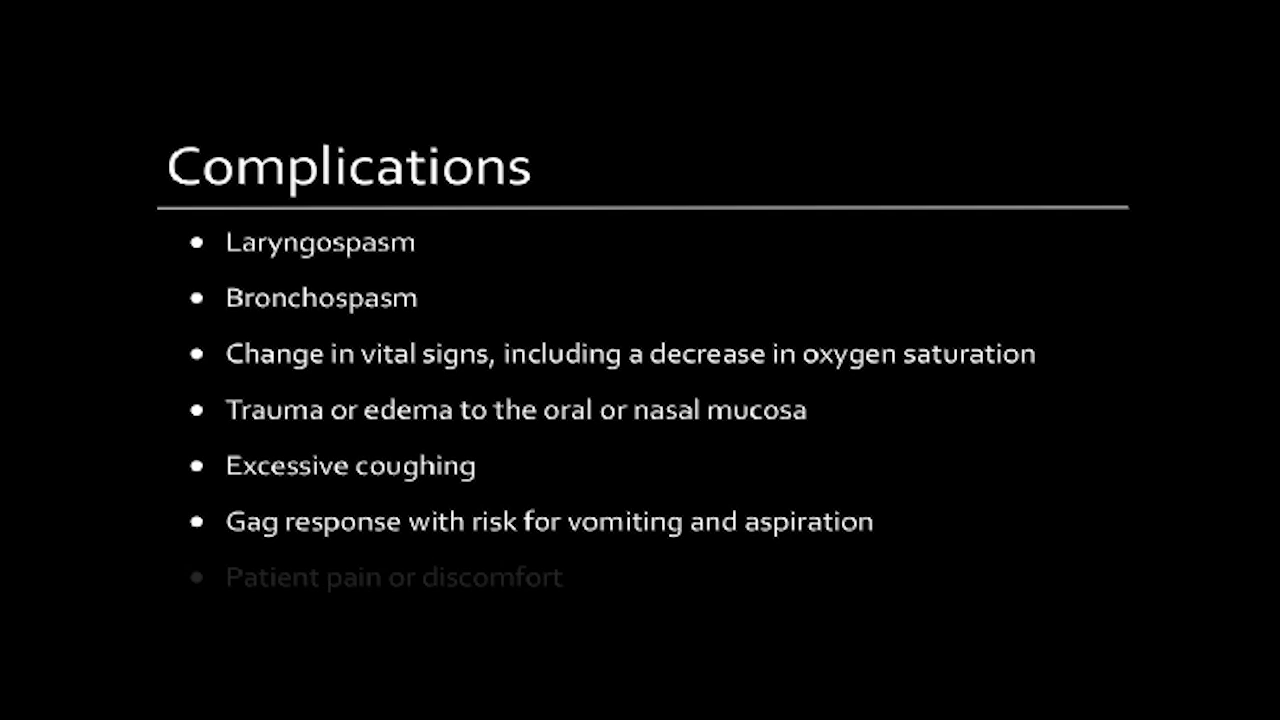 Complications
• Laryngospasm
• Bronchospasm
• Change in vital signs, including a decrease in oxygen saturation
• Trauma or edema to the oral or nasal mucosa
• Excessive coughing
• Gag response with risk for vomiting and aspiration
• Patient pain or discomfort